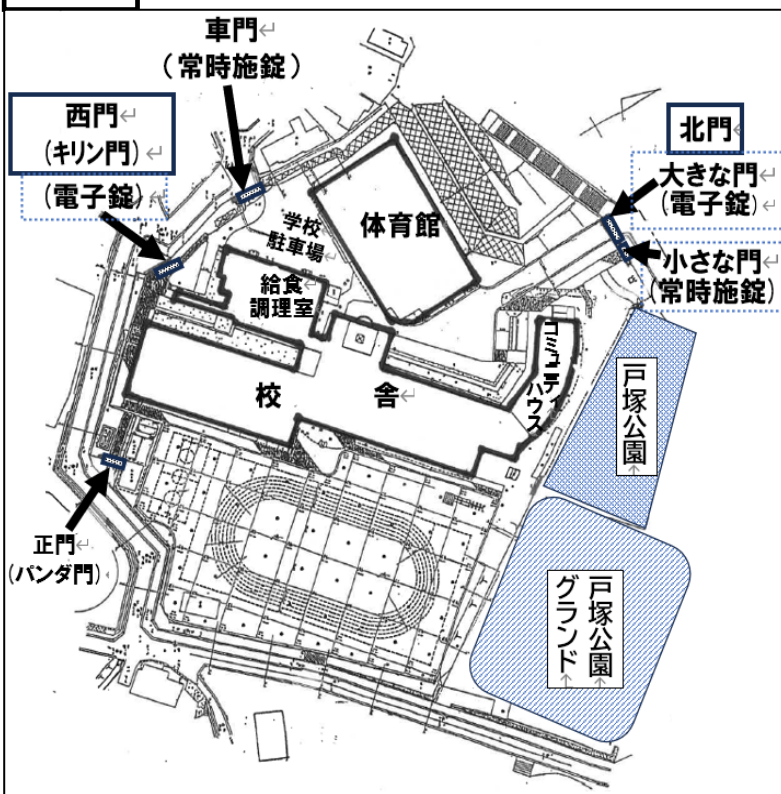 車門
(常時施錠)
西門
(キリン門)
(電子錠)
北門
大きな門
(電子錠)
小さな門
(常時施錠)
学校
駐車場
体育館
給食
調理室
コミュニティ
ハウス
校舎
戸塚公園
正門
(パンダ門)
戸塚公園
グランド